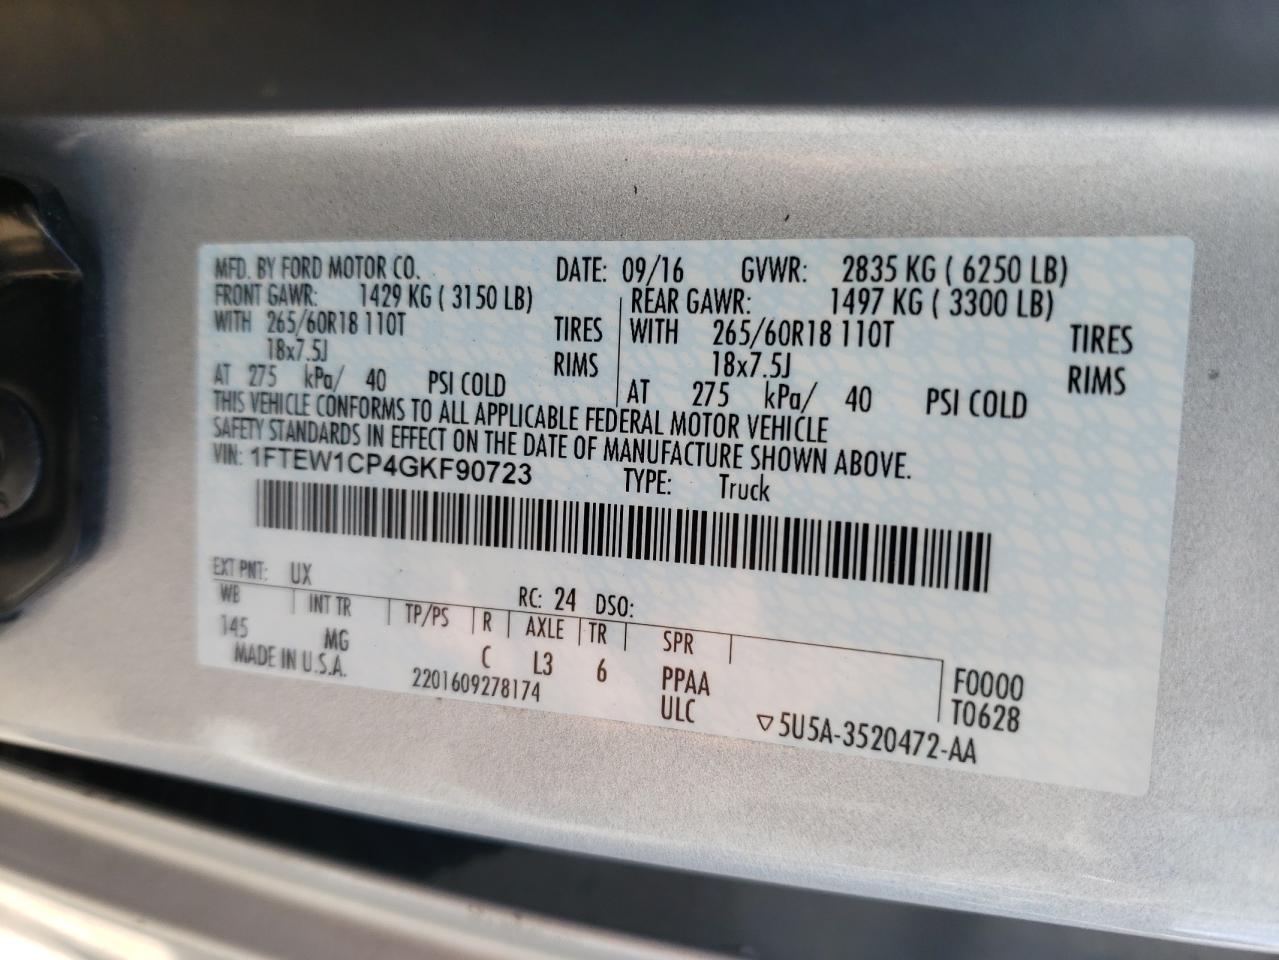 MFD. BY FORD MOTOR CO. DATE: 09/16 GVWR: 2835 KG ( 6250 LB)
FRONT GAWR: 1429 KG ( 3150 LB) REAR GAWR: 1497 KG ( 3300 LB)
WITH 265/60R18 110T TIRES WITH 265/60R18 110T TIRES
18x7.5J RIMS 18x7.5J RIMS
AT 275 kPa/ 40 PSI COLD AT 275 kPa/ 40 PSI COLD
THIS VEHICLE CONFORMS TO ALL APPLICABLE FEDERAL MOTOR VEHICLE
SAFETY STANDARDS IN EFFECT ON THE DATE OF MANUFACTURE SHOWN ABOVE.
VIN: 1FTEW1CP4GKF90723 TYPE: Truck
EXT PNT: UX RC: 24 DSO:
WB INT TR TP/PS R AXLE TR SPR
145 MG C L3 6 PPAA F0000
MADE IN U.S.A. 2201609278174 ULC T0628
▽5U5A-3520472-AA